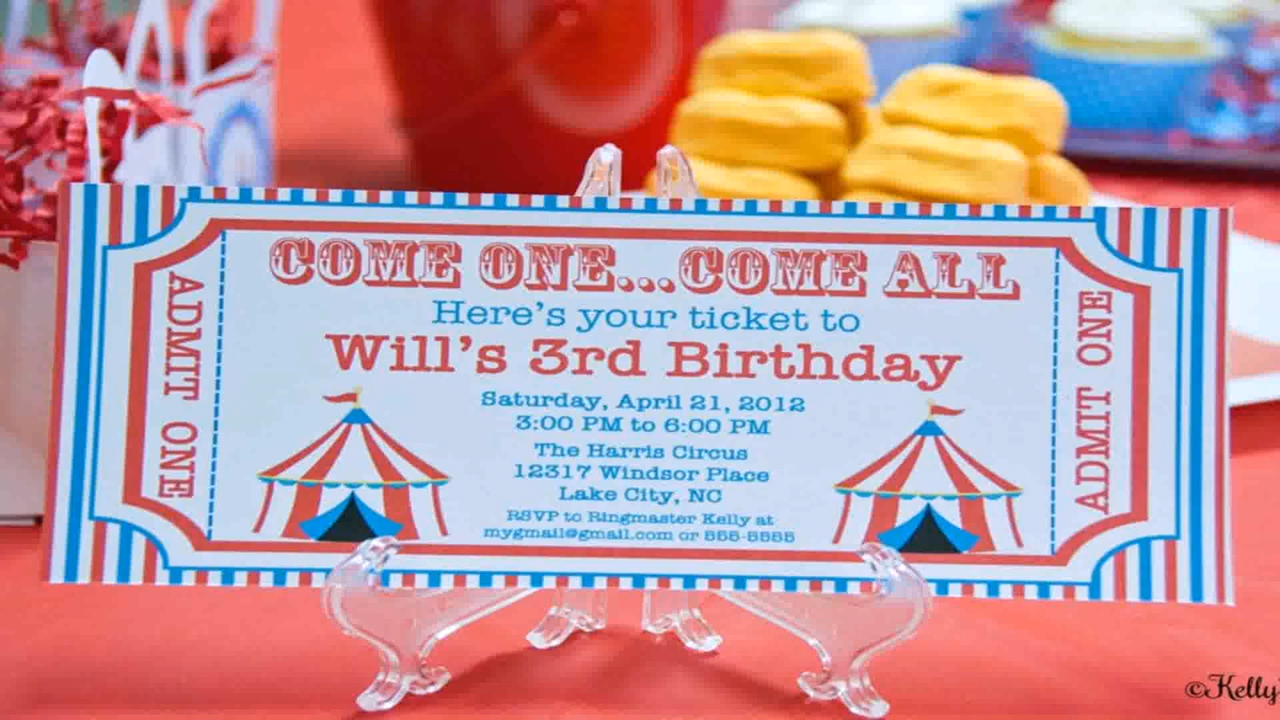 COME ONE...COME ALL
Here's your ticket to
Will's 3rd Birthday
Saturday, April 21, 2012
3:00 PM to 6:00 PM
The Harris Circus
12317 Windsor Place
Lake City, NC
RSVP to Ringmaster Kelly at
mygmail@gmail.com or 555-5555
ADMIT ONE
ADMIT ONE
©Kelly